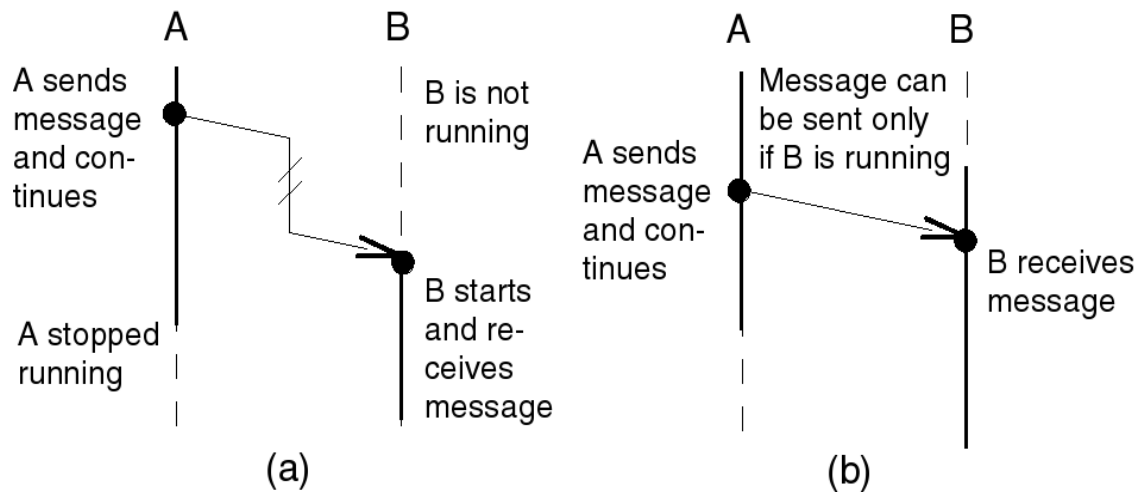 A
B
A sends
message
and con-
tinues
B is not
running
A stopped
running
B starts
and re-
ceives
message
(a)
A
B
Message can
be sent only
if B is running
A sends
message
and con-
tinues
B receives
message
(b)